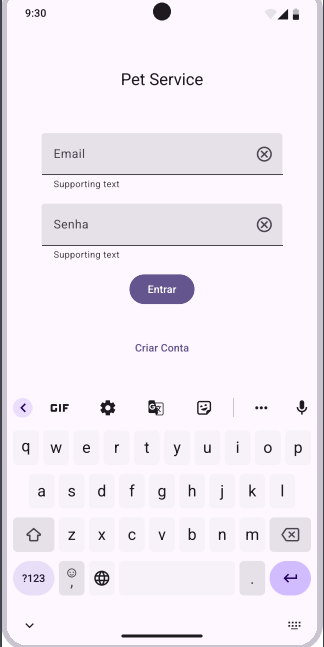 9:30
Pet Service
Email
Supporting text
Senha
Supporting text
Entrar
Criar Conta
GIF
q w e r t y u i o p
a s d f g h j k l
z x c v b n m
?123 , .